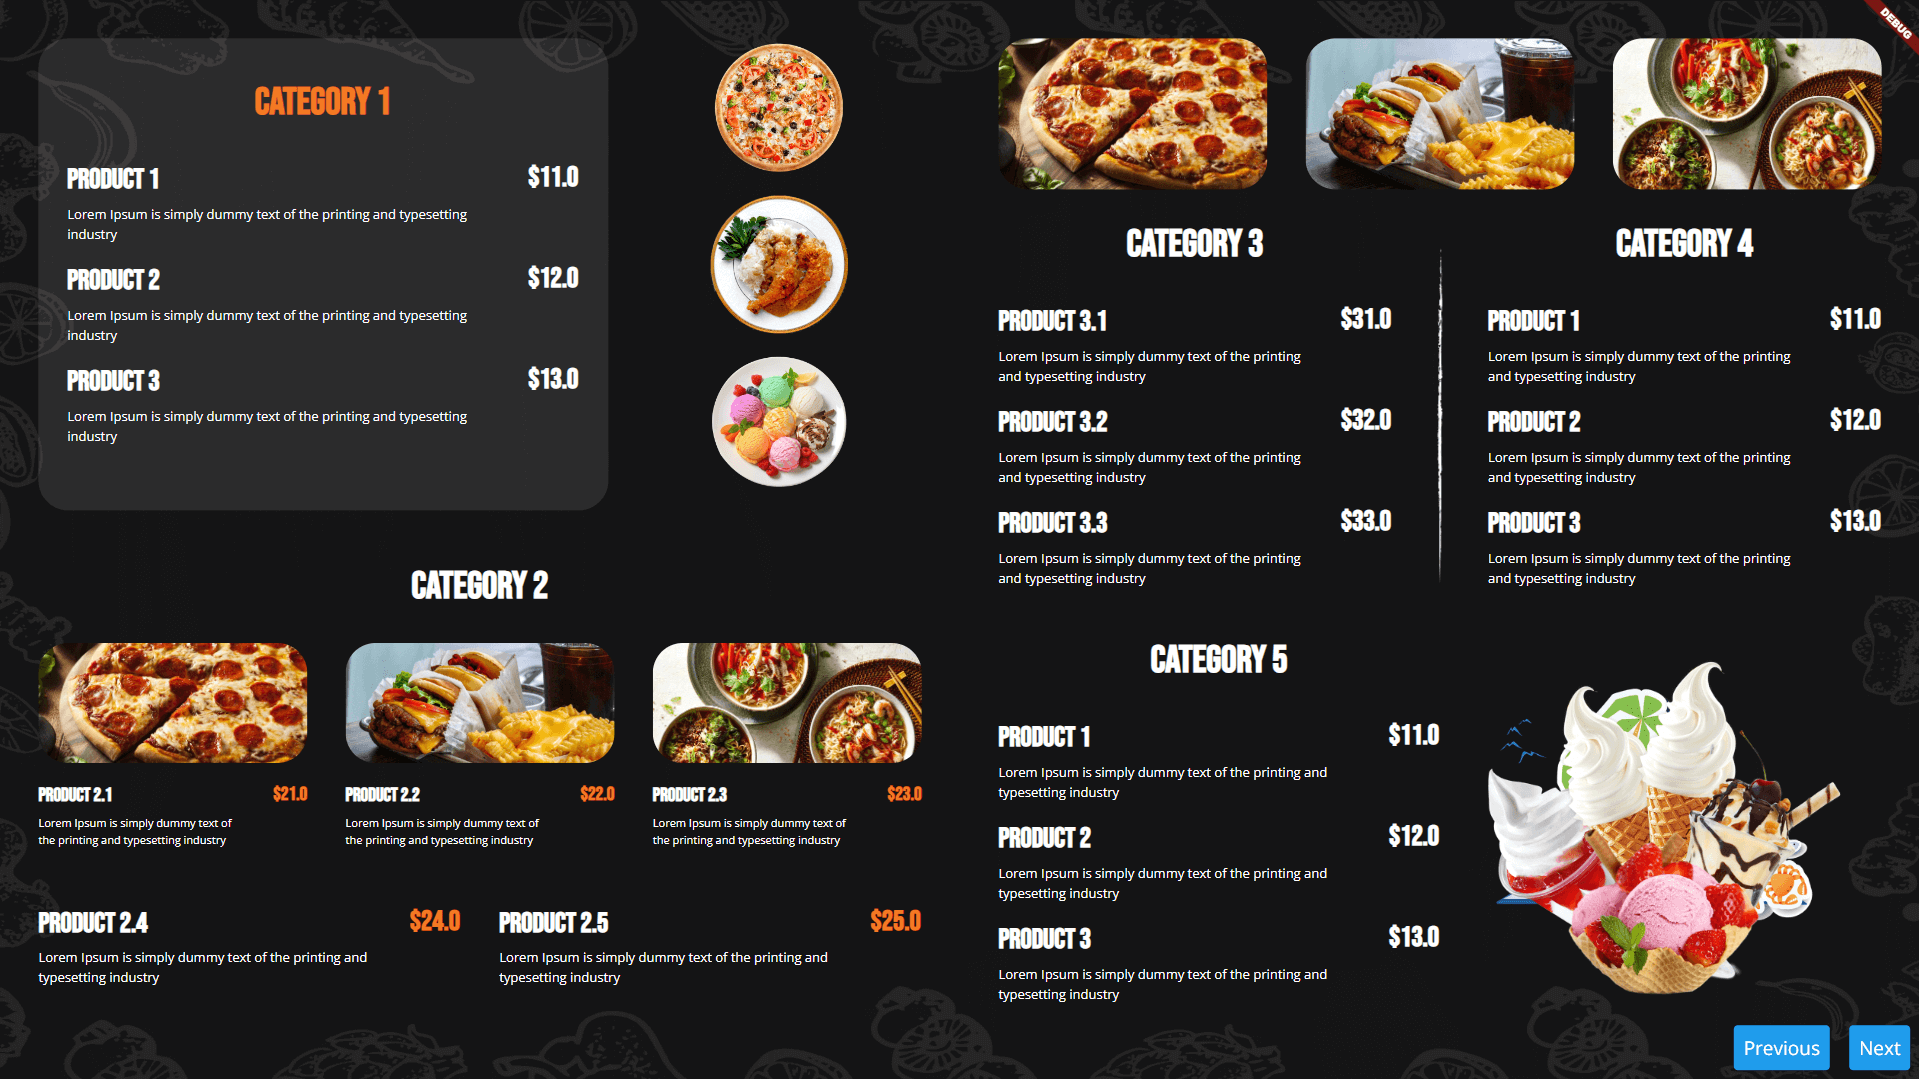 DEBUG
CATEGORY 1
PRODUCT 1 $11.0
Lorem Ipsum is simply dummy text of the printing and typesetting
industry
PRODUCT 2 $12.0
Lorem Ipsum is simply dummy text of the printing and typesetting
industry
PRODUCT 3 $13.0
Lorem Ipsum is simply dummy text of the printing and typesetting
industry
CATEGORY 2
PRODUCT 2.1 $21.0
Lorem Ipsum is simply dummy text of
the printing and typesetting industry
PRODUCT 2.2 $22.0
Lorem Ipsum is simply dummy text of
the printing and typesetting industry
PRODUCT 2.3 $23.0
Lorem Ipsum is simply dummy text of
the printing and typesetting industry
PRODUCT 2.4 $24.0
Lorem Ipsum is simply dummy text of the printing and
typesetting industry
PRODUCT 2.5 $25.0
Lorem Ipsum is simply dummy text of the printing and
typesetting industry
CATEGORY 3
PRODUCT 3.1 $31.0
Lorem Ipsum is simply dummy text of the printing
and typesetting industry
PRODUCT 3.2 $32.0
Lorem Ipsum is simply dummy text of the printing
and typesetting industry
PRODUCT 3.3 $33.0
Lorem Ipsum is simply dummy text of the printing
and typesetting industry
CATEGORY 4
PRODUCT 1 $11.0
Lorem Ipsum is simply dummy text of the printing
and typesetting industry
PRODUCT 2 $12.0
Lorem Ipsum is simply dummy text of the printing
and typesetting industry
PRODUCT 3 $13.0
Lorem Ipsum is simply dummy text of the printing
and typesetting industry
CATEGORY 5
PRODUCT 1 $11.0
Lorem Ipsum is simply dummy text of the printing and
typesetting industry
PRODUCT 2 $12.0
Lorem Ipsum is simply dummy text of the printing and
typesetting industry
PRODUCT 3 $13.0
Lorem Ipsum is simply dummy text of the printing and
typesetting industry
Previous
Next